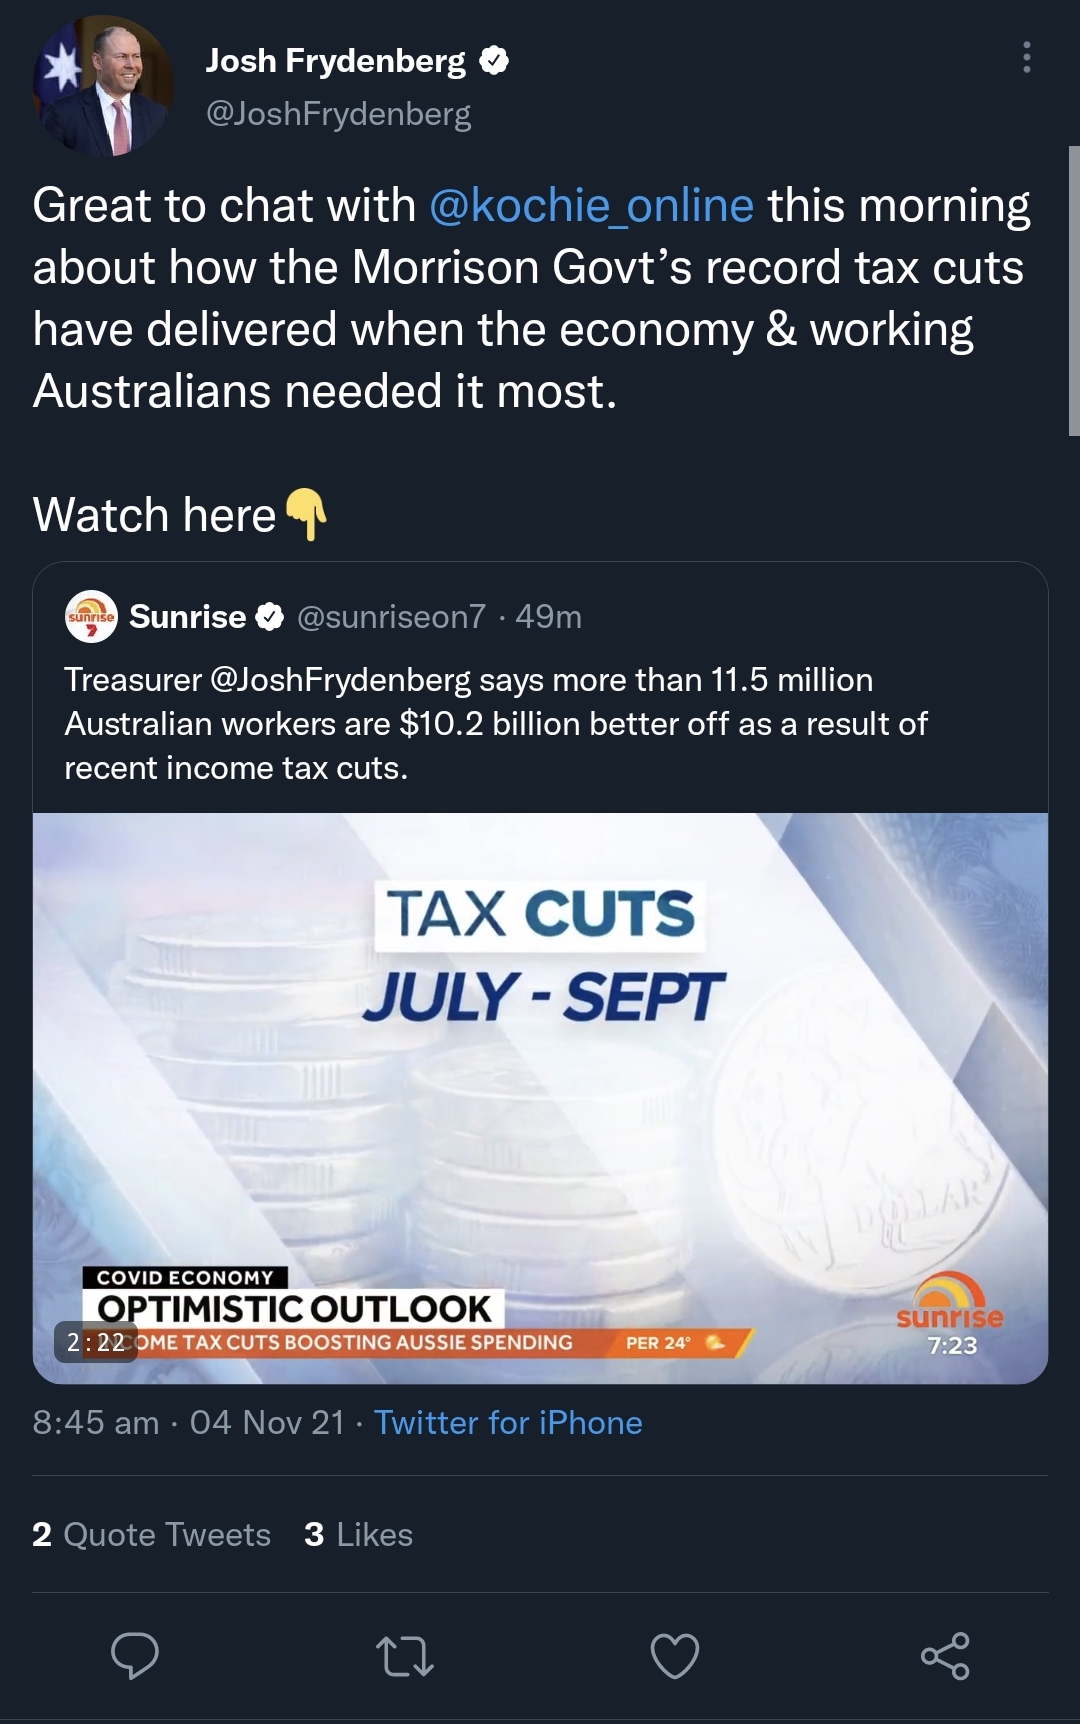 Josh Frydenberg
@JoshFrydenberg
Great to chat with @kochie_online this morning
about how the Morrison Govt’s record tax cuts
have delivered when the economy & working
Australians needed it most.
Watch here👇
Sunrise @sunriseon7 · 49m
Treasurer @JoshFrydenberg says more than 11.5 million
Australian workers are $10.2 billion better off as a result of
recent income tax cuts.
sunrise
7
TAX CUTS
JULY - SEPT
DOLLAR
COVID ECONOMY
OPTIMISTIC OUTLOOK
COME TAX CUTS BOOSTING AUSSIE SPENDING PER 24°
2:22
sunrise
7:23
8:45 am · 04 Nov 21 · Twitter for iPhone
2 Quote Tweets 3 Likes